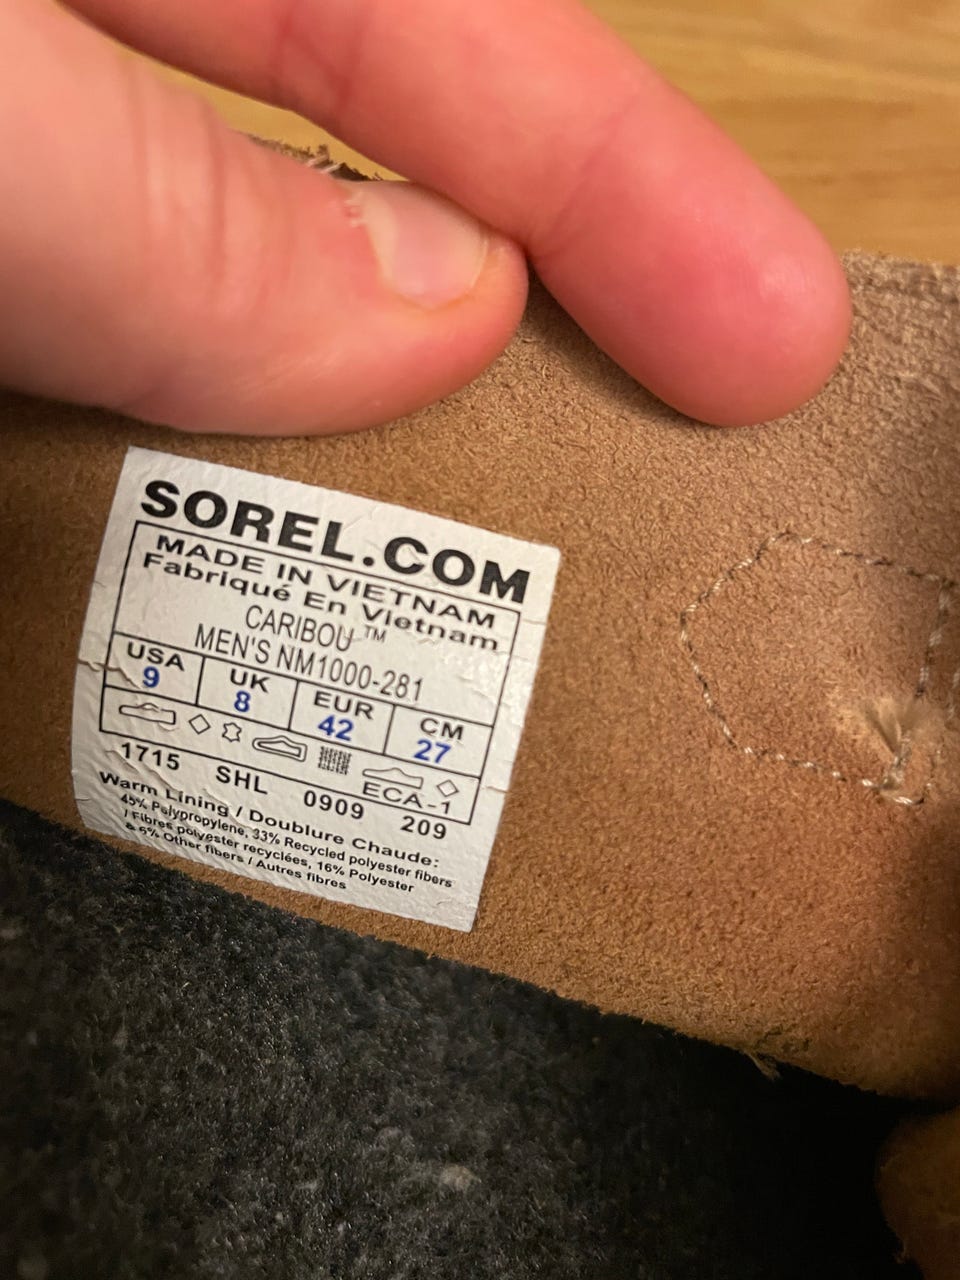 SOREL.COM
MADE IN VIETNAM
Fabriqué En Vietnam
CARIBOU™
MEN'S NM1000-281
USA UK EUR CM
9 8 42 27
ECA-1
1715 SHL 0909 209
Warm Lining / Doublure Chaude:
45% Polypropylene, 33% Recycled polyester fibers
/ Fibres polyester recyclées, 16% Polyester
& 6% Other fibers / Autres fibres